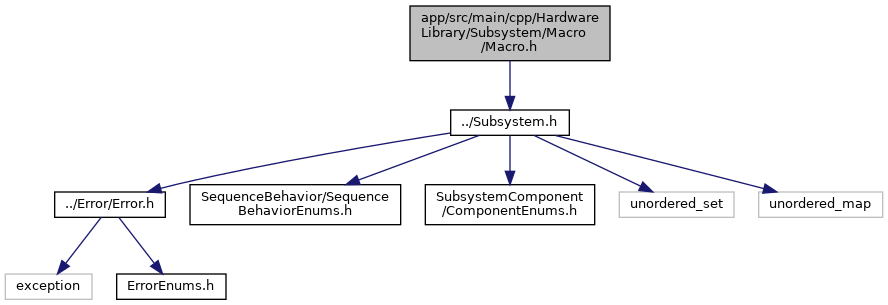 app/src/main/cpp/Hardware
Library/Subsystem/Macro
/Macro.h
../Subsystem.h
../Error/Error.h
SequenceBehavior/Sequence
BehaviorEnums.h
SubsystemComponent
/ComponentEnums.h
unordered_set
unordered_map
exception
ErrorEnums.h